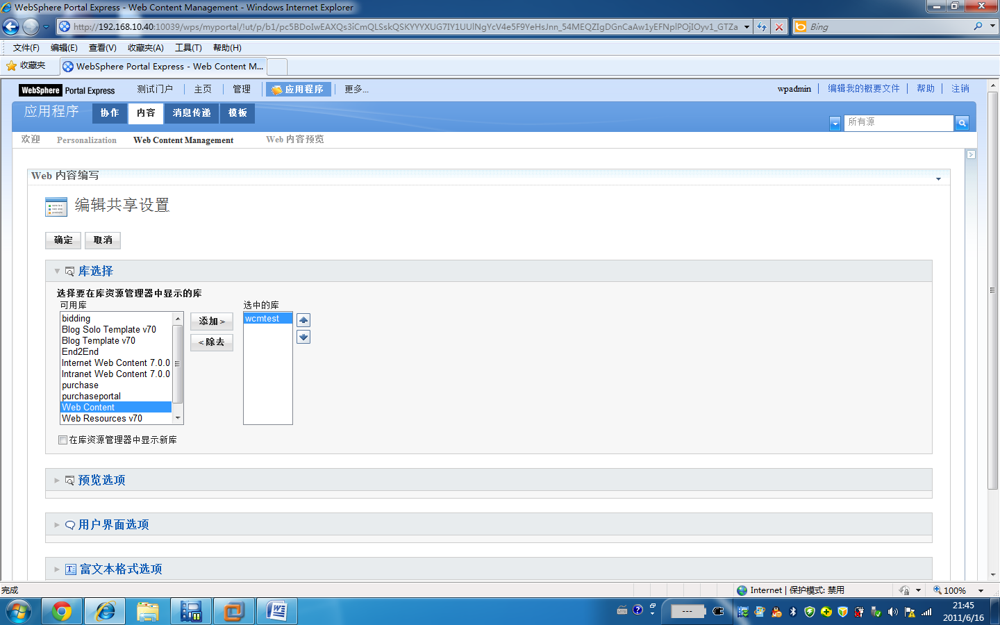 WebSphere Portal Express - Web Content Management - Windows Internet Explorer
http://192.168.10.40:10039/wps/myportal/!ut/p/b1/pc5BDoIwEAXQs3iCmQLSskQSKYYYXUG7IY1UUlNgYcV4e5F9YeHsJnn_54MEQZIgDGnCaAw1yEFNplPOjIOyv1_GTZa
Bing
文件(F) 编辑(E) 查看(V) 收藏夹(A) 工具(T) 帮助(H)
收藏夹 WebSphere Portal Express - Web Content M...
WebSphere Portal Express 测试门户 主页 管理 应用程序 更多... wpadmin 编辑我的概要文件 帮助 注销
应用程序 协作 内容 消息传递 模板
所有源
欢迎 Personalization Web Content Management Web 内容预览
Web 内容编写
编辑共享设置
确定 取消
库选择
选择要在库资源管理器中显示的库
可用库 选中的库
bidding wcmtest
Blog Solo Template v70 添加 >
Blog Template v70
End2End < 除去
Internet Web Content 7.0.0
Intranet Web Content 7.0.0
purchase
purchaseportal
Web Content
Web Resources v70
在库资源管理器中显示新库
预览选项
用户界面选项
富文本格式选项
完成 Internet | 保护模式: 禁用 100%
---
21:45
2011/6/16